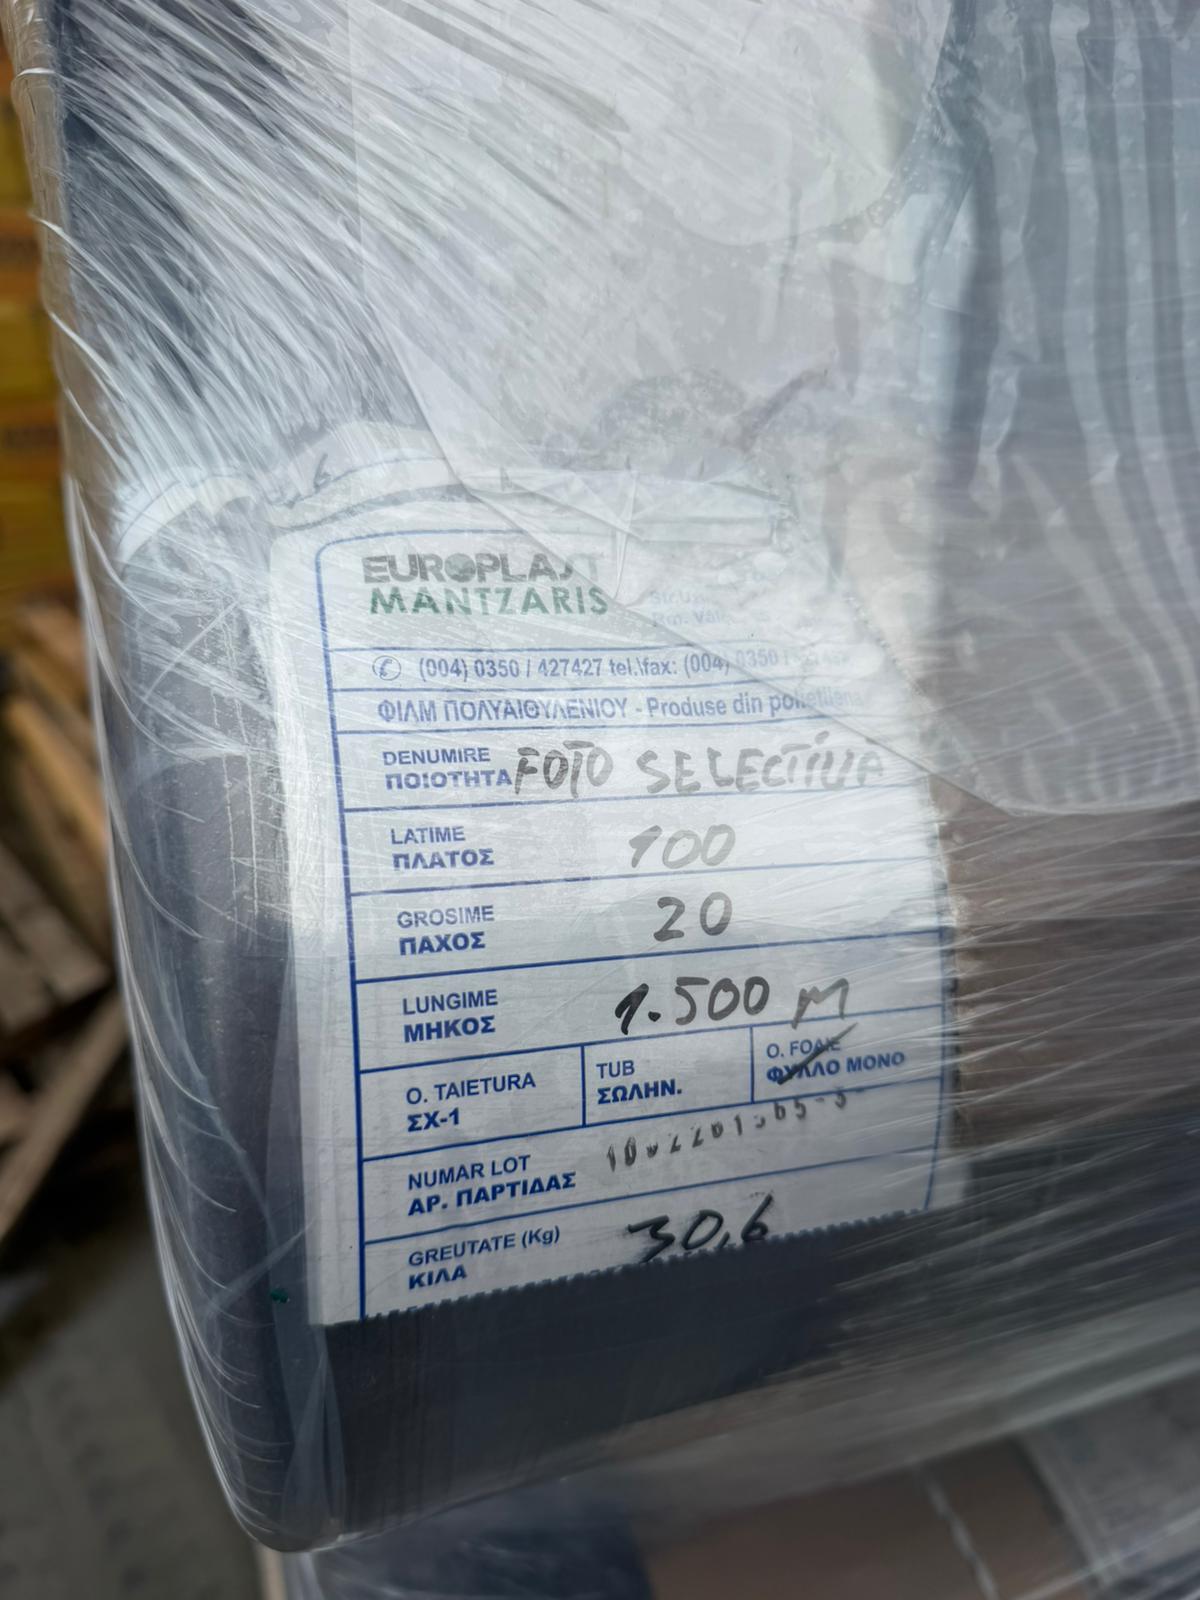 EUROPLAST
MANTZARIS
(004) 0350 / 427427 tel.\fax: (004) 0350 /
ΦΙΛΜ ΠΟΛΥΑΙΘΥΛΕΝΙΟΥ - Produse din polietilena
DENUMIRE
ΠΟΙΟΤΗΤΑ FOTO SELECTIVA
LATIME
ΠΛΑΤΟΣ 100
GROSIME
ΠΑΧΟΣ 20
LUNGIME
ΜΗΚΟΣ 1.500 m
O. TAIETURA
ΣΧ-1
TUB
ΣΩΛΗΝ.
O. FOLIE
ΦΥΛΛΟ ΜΟΝΟ
NUMAR LOT
ΑΡ. ΠΑΡΤΙΔΑΣ
GREUTATE (Kg)
ΚΙΛΑ 30,6